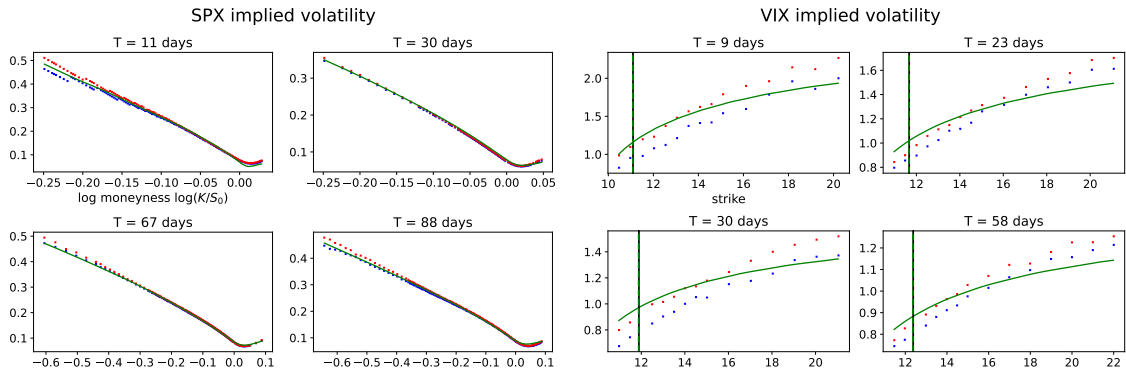 SPX implied volatility
VIX implied volatility
T = 11 days
0.5
0.4
0.3
0.2
0.1
−0.25 −0.20 −0.15 −0.10 −0.05 0.00
log moneyness log(K/S0)
T = 30 days
0.3
0.2
0.1
−0.25 −0.20 −0.15 −0.10 −0.05 0.00 0.05
T = 9 days
2.0
1.5
1.0
10 12 14 16 18 20
strike
T = 23 days
1.6
1.4
1.2
1.0
0.8
12 14 16 18 20
T = 67 days
0.5
0.4
0.3
0.2
0.1
−0.6 −0.5 −0.4 −0.3 −0.2 −0.1 0.0 0.1
T = 88 days
0.4
0.3
0.2
0.1
−0.6 −0.5 −0.4 −0.3 −0.2 −0.1 0.0 0.1
T = 30 days
1.4
1.2
1.0
0.8
12 14 16 18 20
T = 58 days
1.2
1.1
1.0
0.9
0.8
12 14 16 18 20 22